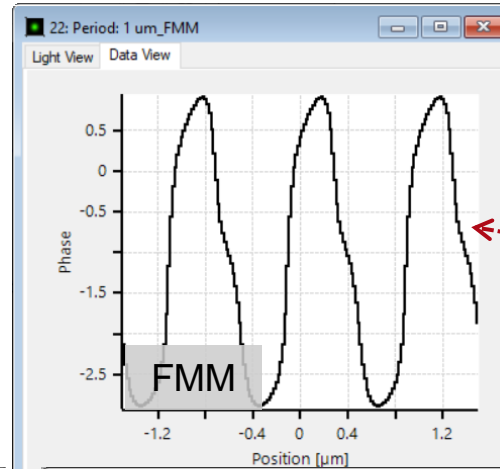 22: Period: 1 um_FMM
Light View Data View
0.5
0
-0.5
-1.5
-2.5
Phase
FMM
-1.2 -0.4 0 0.4 1.2
Position [µm]